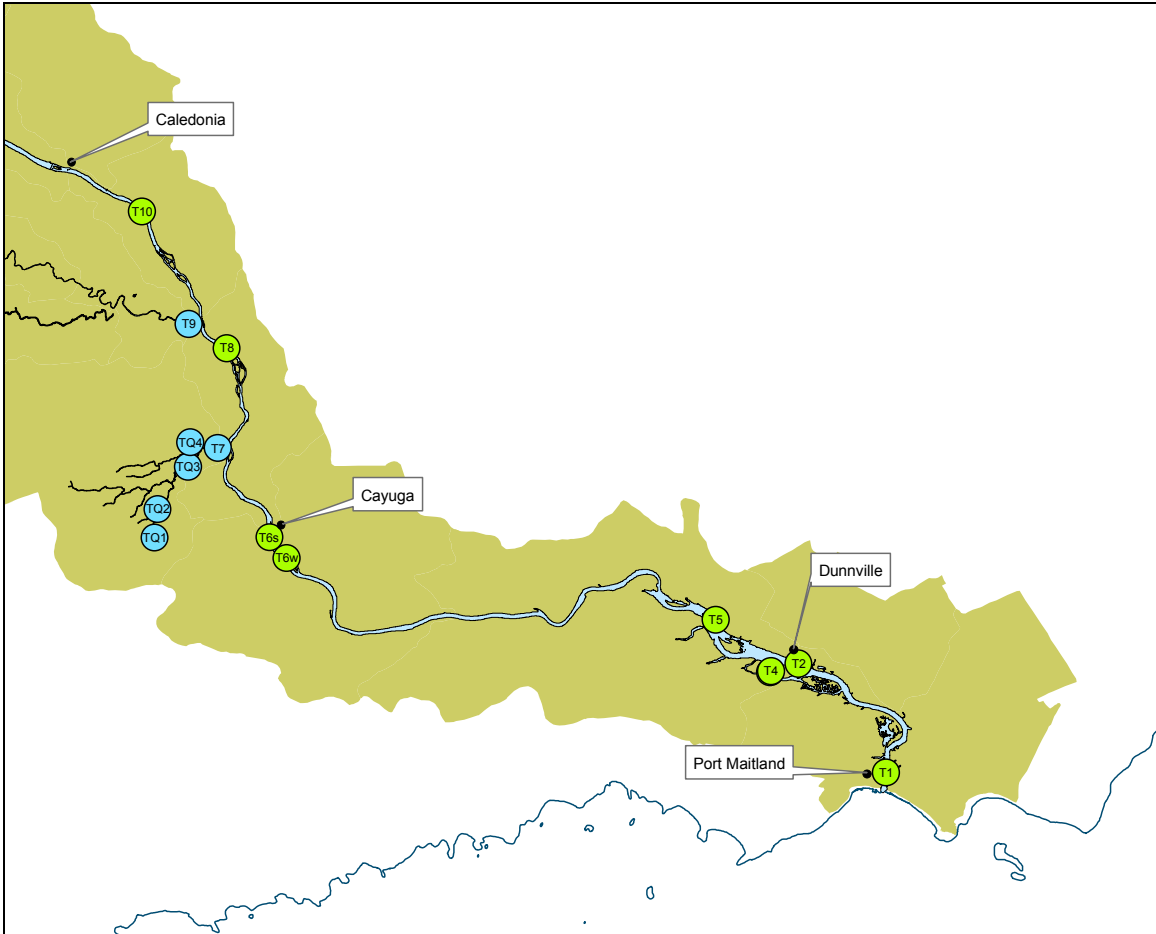 Caledonia
T10
T9
T8
TQ4
T7
TQ3
Cayuga
TQ2
TQ1
T6s
T6w
Dunnville
T5
T2
T4
Port Maitland
T1